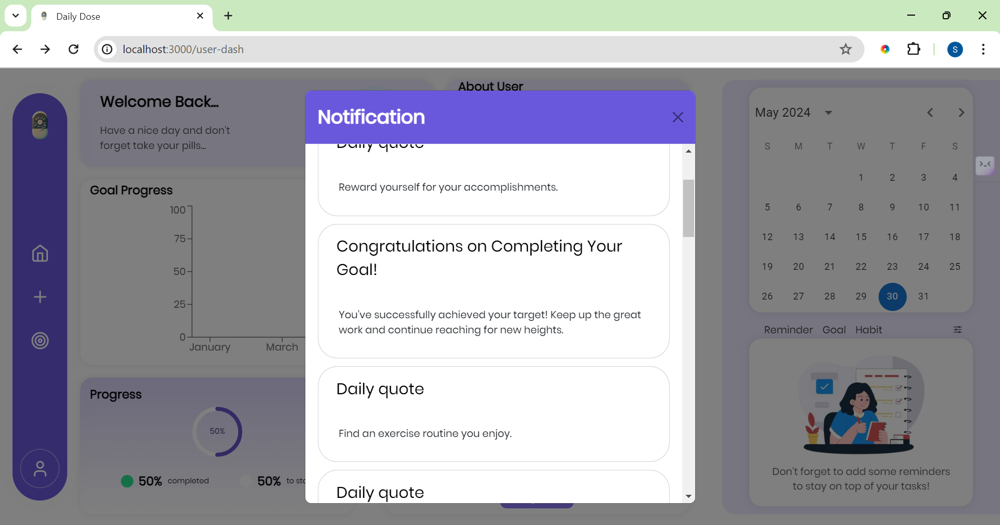 Daily Dose
localhost:3000/user-dash
S
Welcome Back...
Have a nice day and don't
forget take your pills...
About User
Goal Progress
100
75
50
25
0
January March
Progress
50%
50% completed 50%
Notification
Daily quote
Reward yourself for your accomplishments.
Congratulations on Completing Your
Goal!
You've successfully achieved your target! Keep up the great
work and continue reaching for new heights.
Daily quote
Find an exercise routine you enjoy.
Daily quote
May 2024
S M T W T F S
1 2 3 4
5 6 7 8 9 10 11
12 13 14 15 16 17 18
19 20 21 22 23 24 25
26 27 28 29 30 31
Reminder Goal Habit
Don't forget to add some reminders
to stay on top of your tasks!